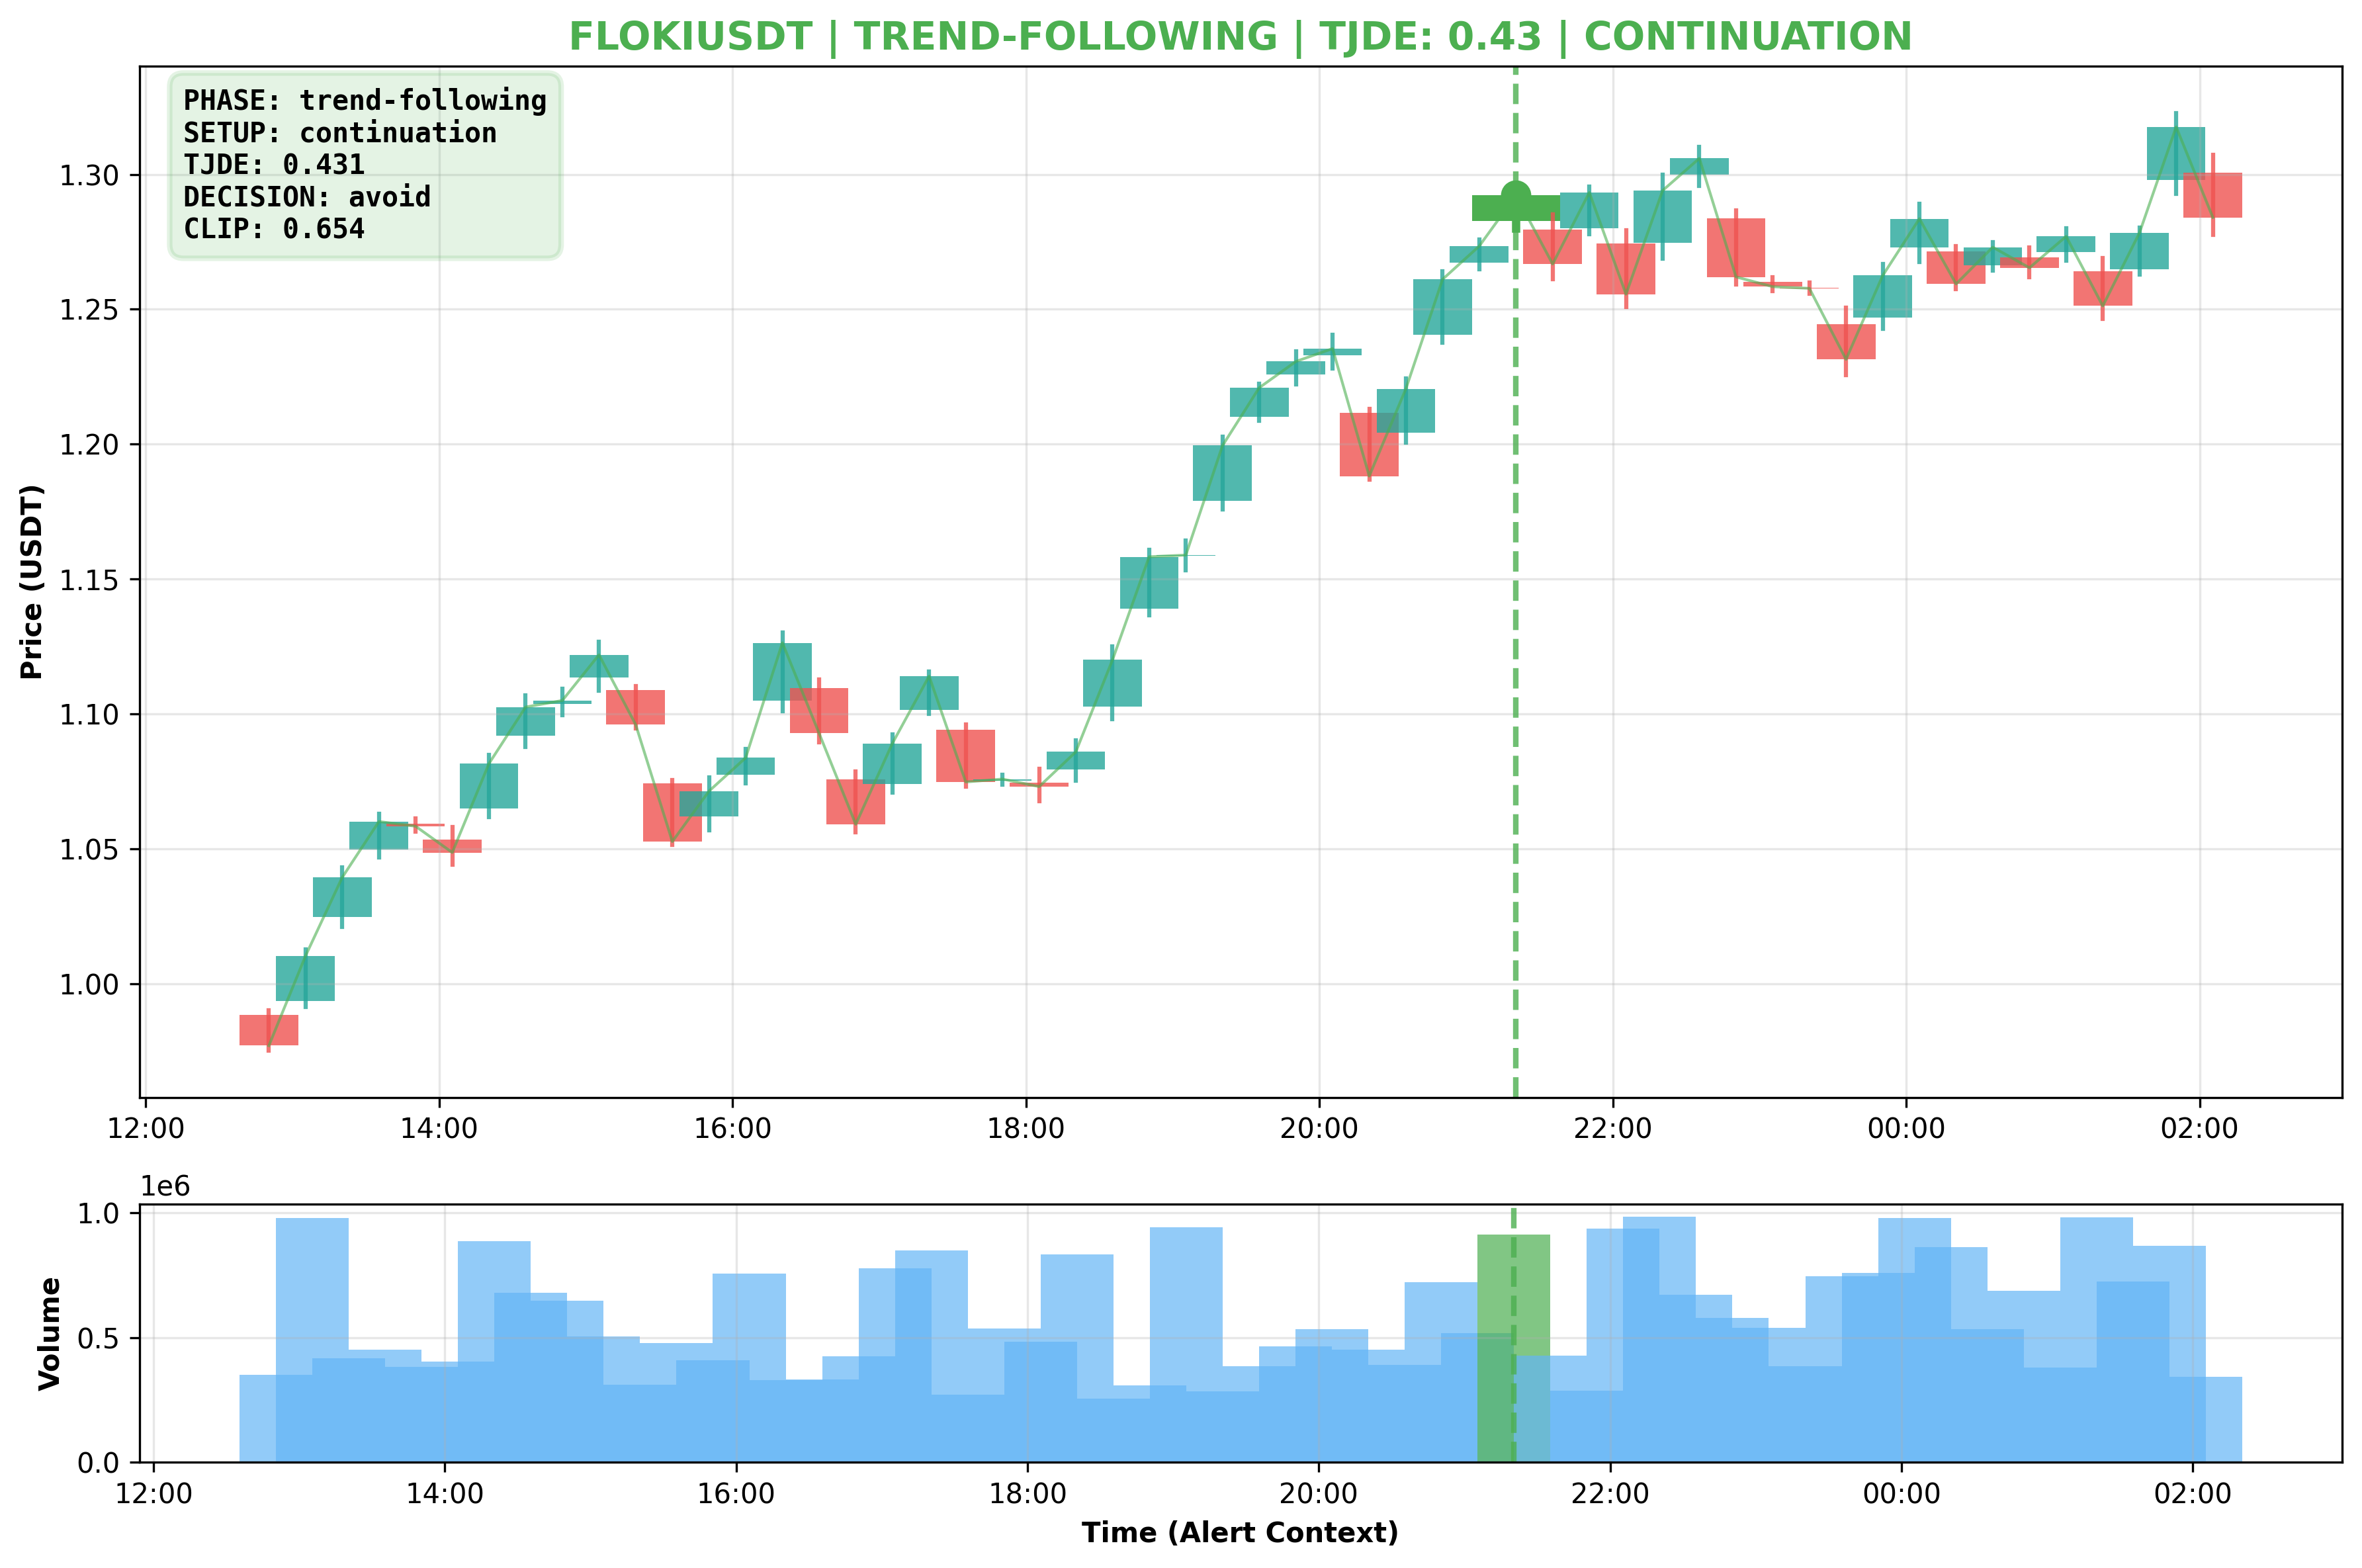 FLOKIUSDT | TREND-FOLLOWING | TJDE: 0.43 | CONTINUATION
PHASE: trend-following
SETUP: continuation
TJDE: 0.431
DECISION: avoid
CLIP: 0.654
Price (USDT)
1.30
1.25
1.20
1.15
1.10
1.05
1.00
12:00 14:00 16:00 18:00 20:00 22:00 00:00 02:00
1e6
Volume
1.0
0.5
0.0
12:00 14:00 16:00 18:00 20:00 22:00 00:00 02:00
Time (Alert Context)